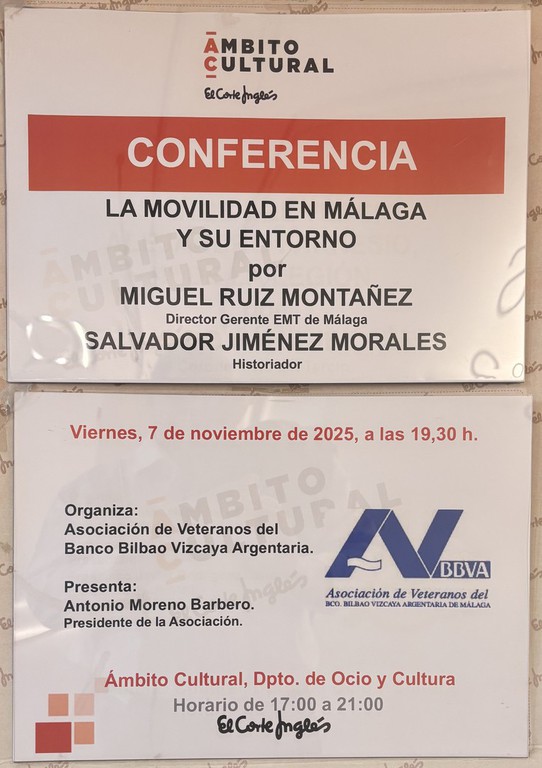 ÁMBITO
CULTURAL
El Corte Inglés
CONFERENCIA
LA MOVILIDAD EN MÁLAGA
Y SU ENTORNO
por
MIGUEL RUIZ MONTAÑEZ
Director Gerente EMT de Málaga
SALVADOR JIMÉNEZ MORALES
Historiador
Viernes, 7 de noviembre de 2025, a las 19,30 h.
Organiza:
Asociación de Veteranos del
Banco Bilbao Vizcaya Argentaria.
Presenta:
Antonio Moreno Barbero.
Presidente de la Asociación.
AV BBVA
Asociación de Veteranos del
BCO. BILBAO VIZCAYA ARGENTARIA DE MÁLAGA
Ámbito Cultural, Dpto. de Ocio y Cultura
Horario de 17:00 a 21:00
El Corte Inglés